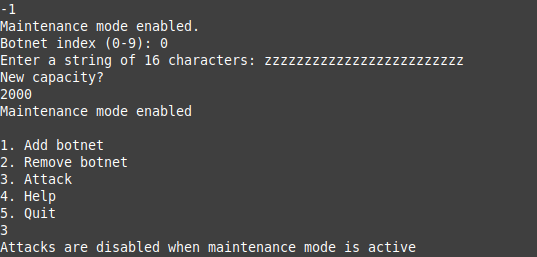 -1
Maintenance mode enabled.
Botnet index (0-9): 0
Enter a string of 16 characters: zzzzzzzzzzzzzzzzzzzzzzzzz
New capacity?
2000
Maintenance mode enabled
1. Add botnet
2. Remove botnet
3. Attack
4. Help
5. Quit
3
Attacks are disabled when maintenance mode is active